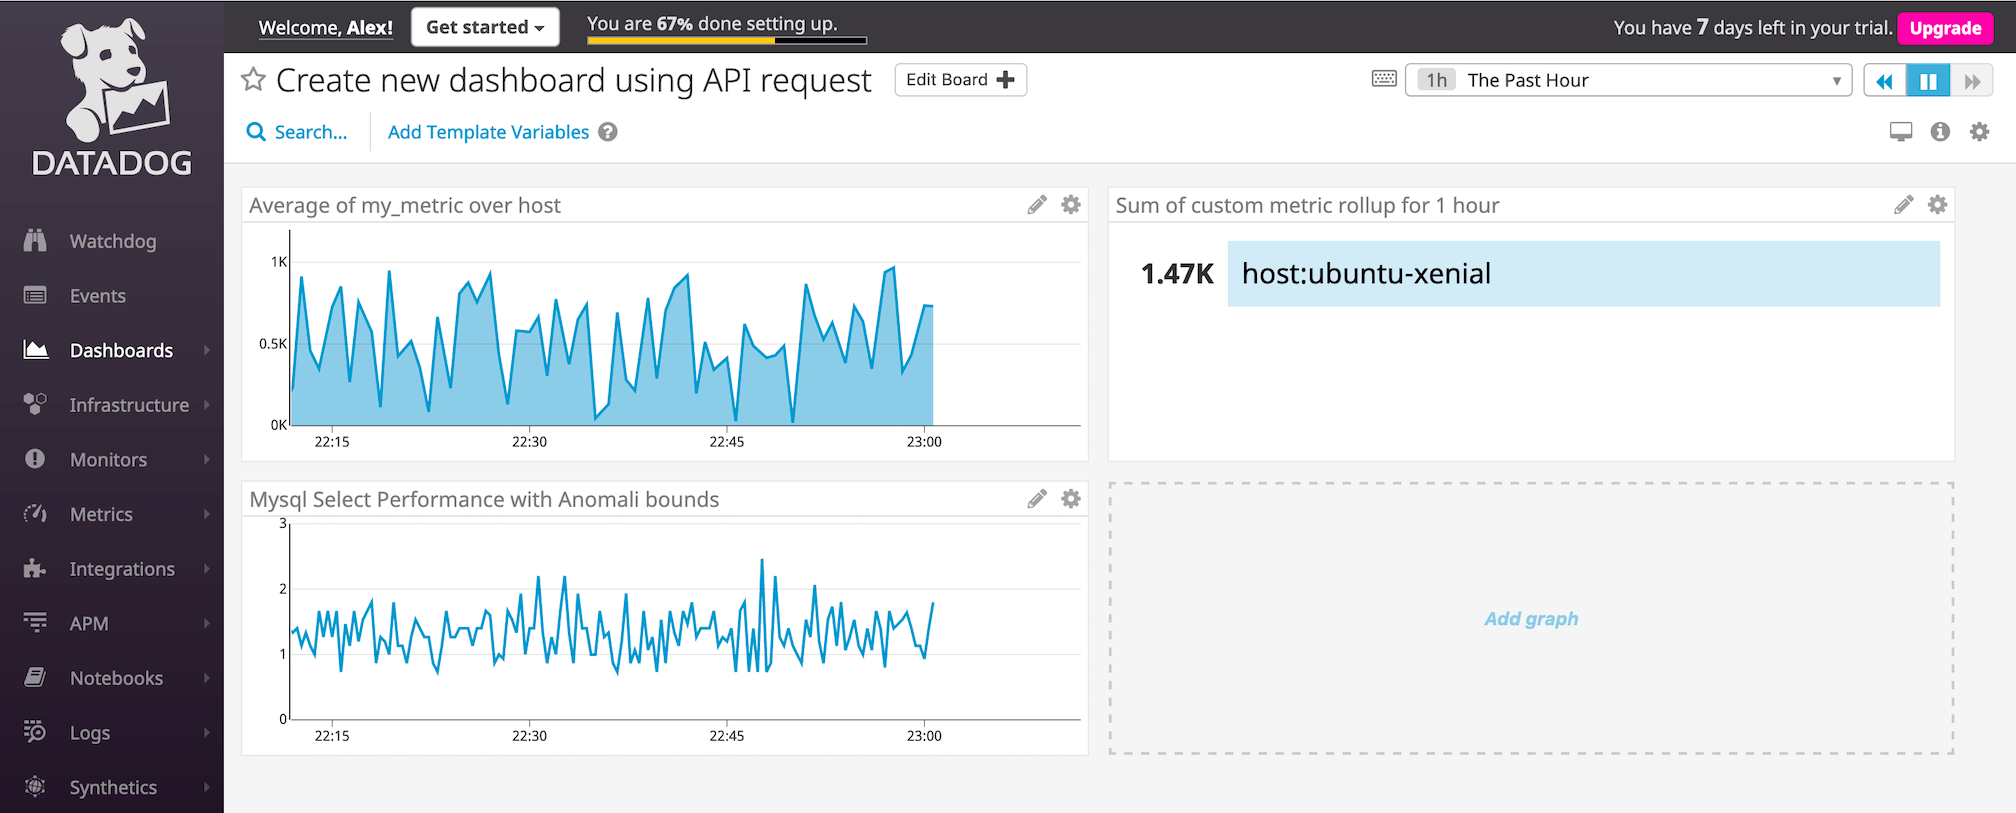 DATADOG
Watchdog
Events
Dashboards
Infrastructure
Monitors
Metrics
Integrations
APM
Notebooks
Logs
Synthetics
Welcome, Alex!
Get started
You are 67% done setting up.
You have 7 days left in your trial.
Upgrade
Create new dashboard using API request
Edit Board
1h The Past Hour
Search...
Add Template Variables ?
Average of my_metric over host
1K
0.5K
0K
22:15 22:30 22:45 23:00
Sum of custom metric rollup for 1 hour
1.47K host:ubuntu-xenial
Mysql Select Performance with Anomali bounds
3
2
1
0
22:15 22:30 22:45 23:00
Add graph